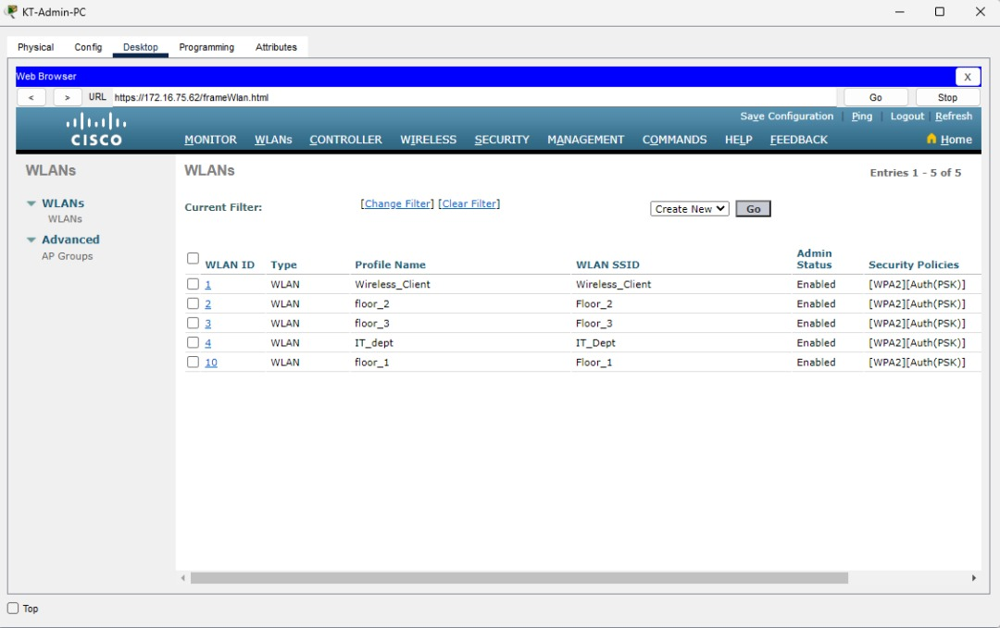 KT-Admin-PC
Physical Config Desktop Programming Attributes
Web Browser X
< > URL https://172.16.75.62/frameWlan.html Go Stop
Save Configuration Ping Logout Refresh
CISCO MONITOR WLANs CONTROLLER WIRELESS SECURITY MANAGEMENT COMMANDS HELP FEEDBACK Home
WLANs
WLANs
WLANs
Advanced
AP Groups
WLANs Entries 1 - 5 of 5
Current Filter: [Change Filter] [Clear Filter] Create New Go
WLAN ID Type Profile Name WLAN SSID Admin Status Security Policies
1 WLAN Wireless_Client Wireless_Client Enabled [WPA2][Auth(PSK)]
2 WLAN floor_2 Floor_2 Enabled [WPA2][Auth(PSK)]
3 WLAN floor_3 Floor_3 Enabled [WPA2][Auth(PSK)]
4 WLAN IT_dept IT_Dept Enabled [WPA2][Auth(PSK)]
10 WLAN floor_1 Floor_1 Enabled [WPA2][Auth(PSK)]
Top